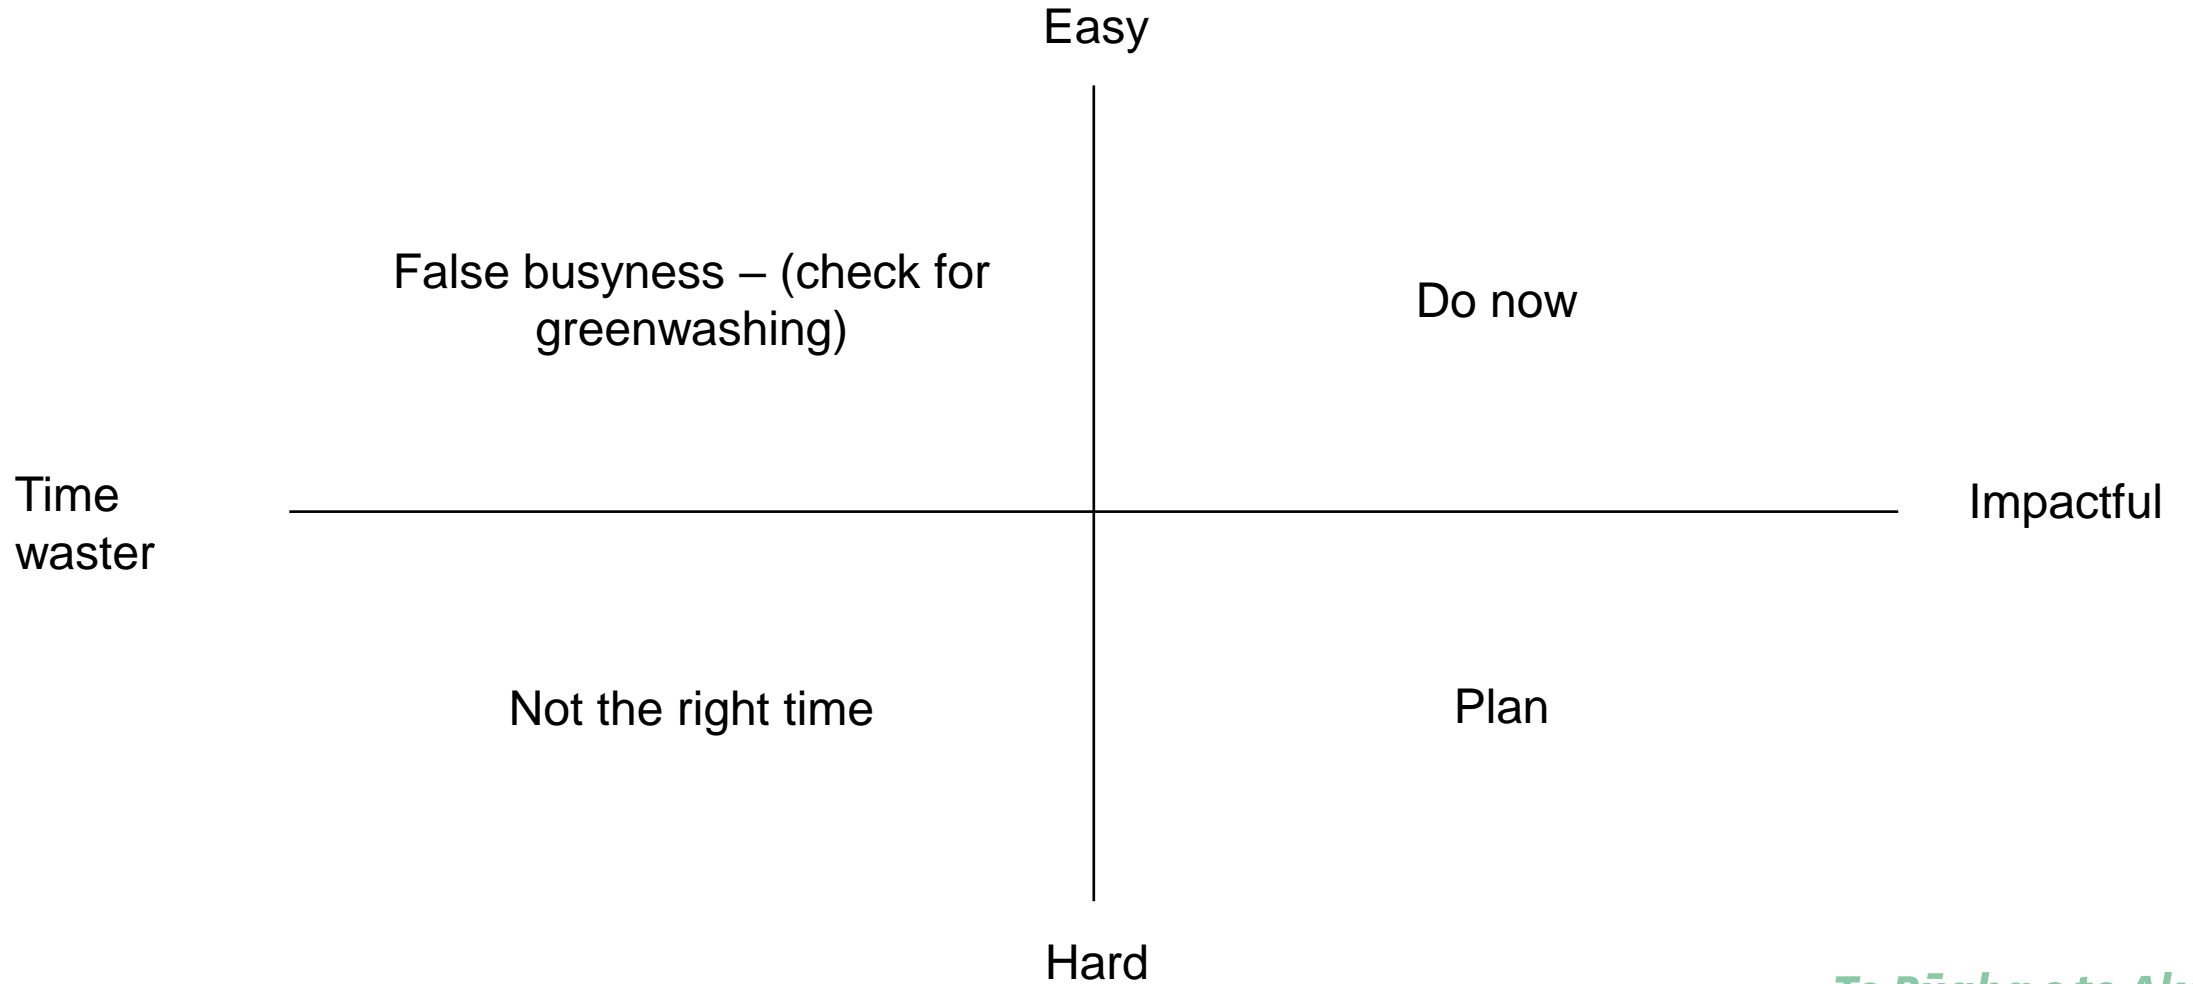 Easy
False busyness – (check for
greenwashing)
Do now
Time
waster
Impactful
Not the right time
Plan
Hard